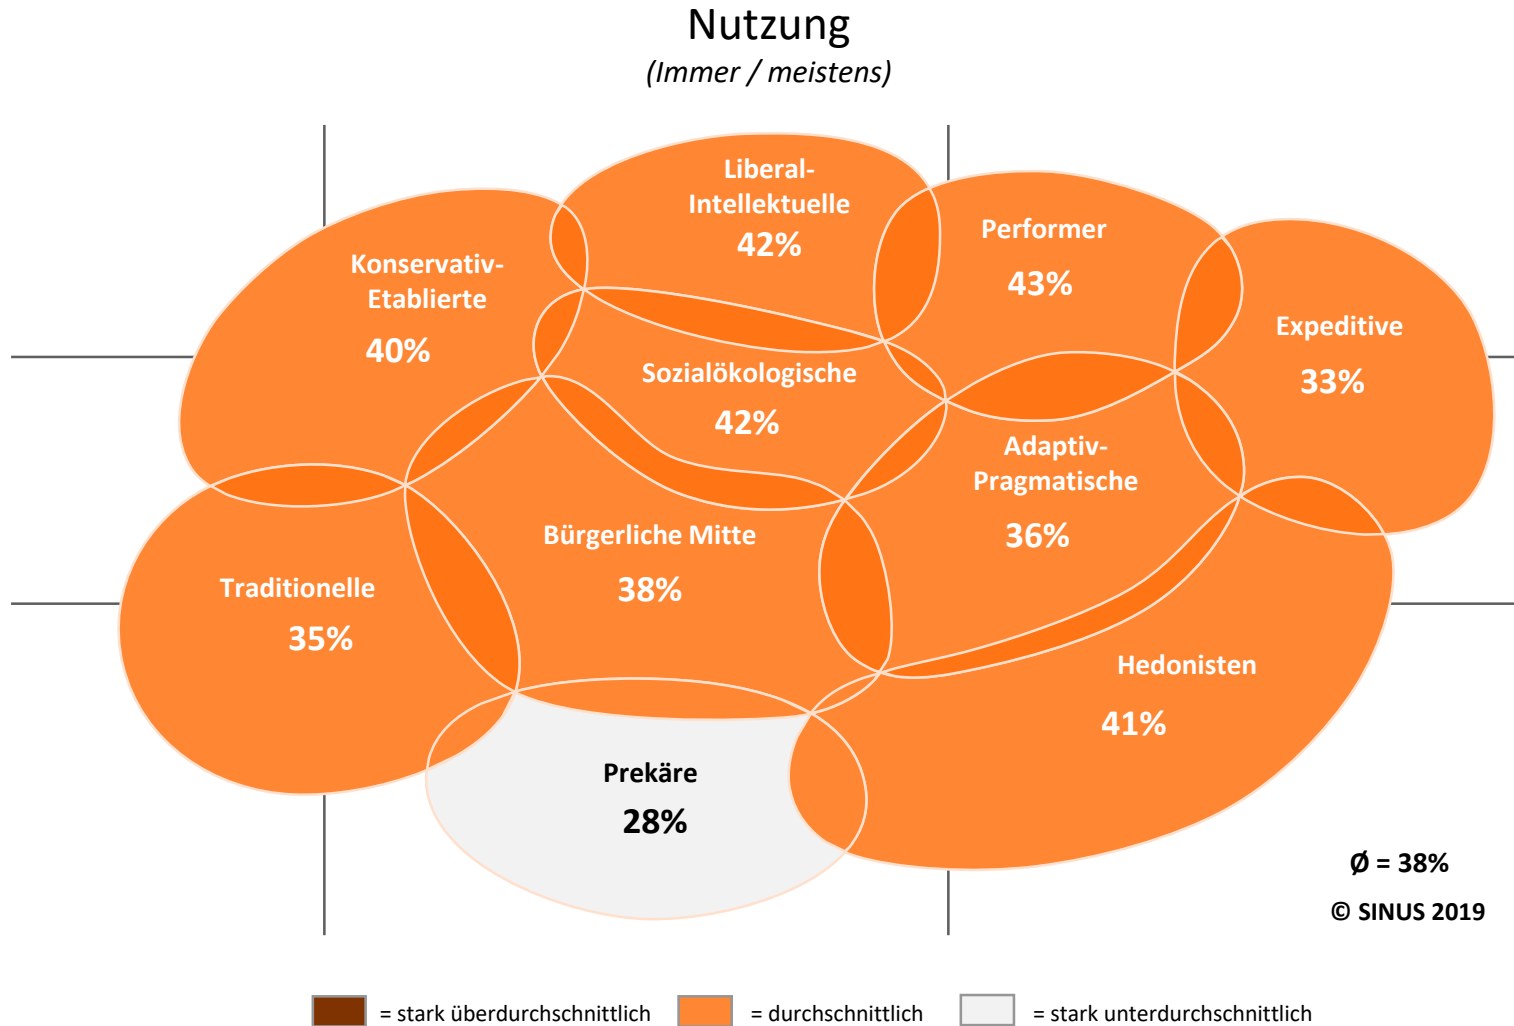 Nutzung
(Immer / meistens)
Liberal-
Intellektuelle
42%
Performer
43%
Konservativ-
Etablierte
40%
Expeditive
33%
Sozialökologische
42%
Adaptiv-
Pragmatische
36%
Bürgerliche Mitte
38%
Traditionelle
35%
Hedonisten
41%
Prekäre
28%
Ø = 38%
© SINUS 2019
= stark überdurchschnittlich
= durchschnittlich
= stark unterdurchschnittlich